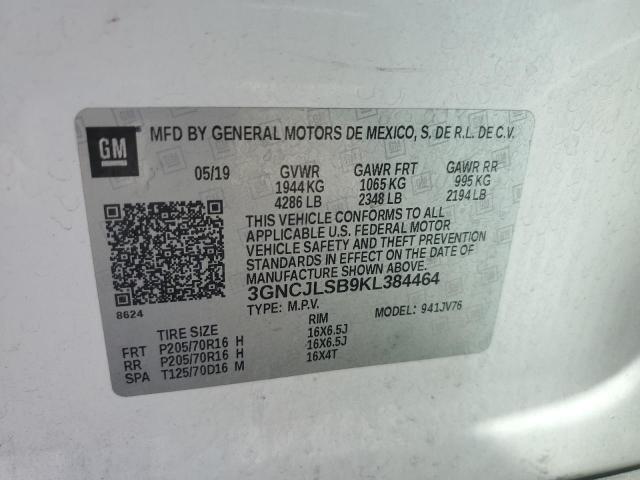 GM
MFD BY GENERAL MOTORS DE MEXICO, S. DE R.L. DE C.V.
05/19 GVWR GAWR FRT GAWR RR
1944 KG 1065 KG 995 KG
4286 LB 2348 LB 2194 LB
THIS VEHICLE CONFORMS TO ALL
APPLICABLE U.S. FEDERAL MOTOR
VEHICLE SAFETY AND THEFT PREVENTION
STANDARDS IN EFFECT ON THE DATE OF
MANUFACTURE SHOWN ABOVE.
3GNCJLSB9KL384464
8624
TYPE: M.P.V. MODEL: 941JV76
TIRE SIZE RIM
FRT P205/70R16 H 16X6.5J
RR P205/70R16 H 16X6.5J
SPA T125/70D16 M 16X4T